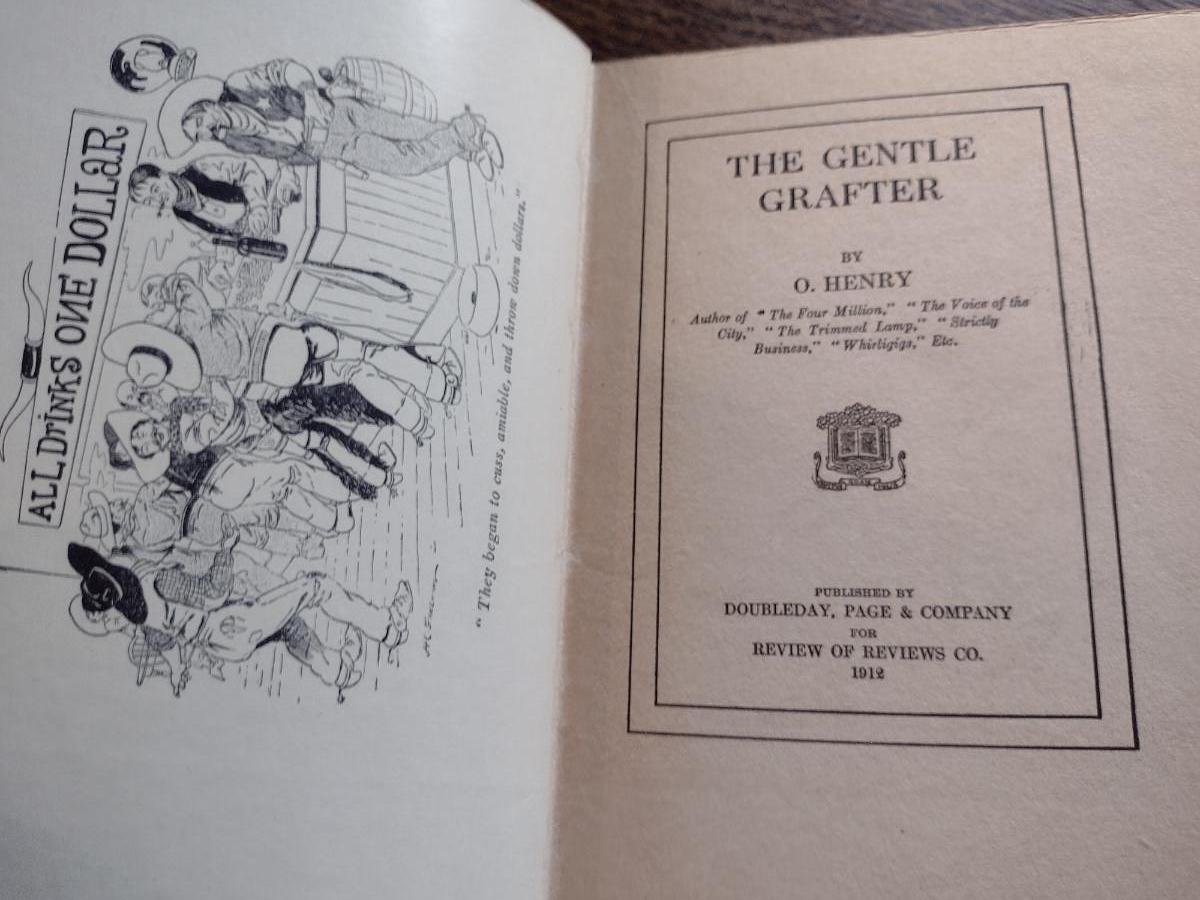 ALL DRINKS ONE DOLLAR
"They began to cuss, amiable, and throw down dollars."
THE GENTLE
GRAFTER
BY
O. HENRY
Author of "The Four Million," "The Voice of the
City," "The Trimmed Lamp," "Strictly
Business," "Whirligigs," Etc.
PUBLISHED BY
DOUBLEDAY, PAGE & COMPANY
FOR
REVIEW OF REVIEWS CO.
1912